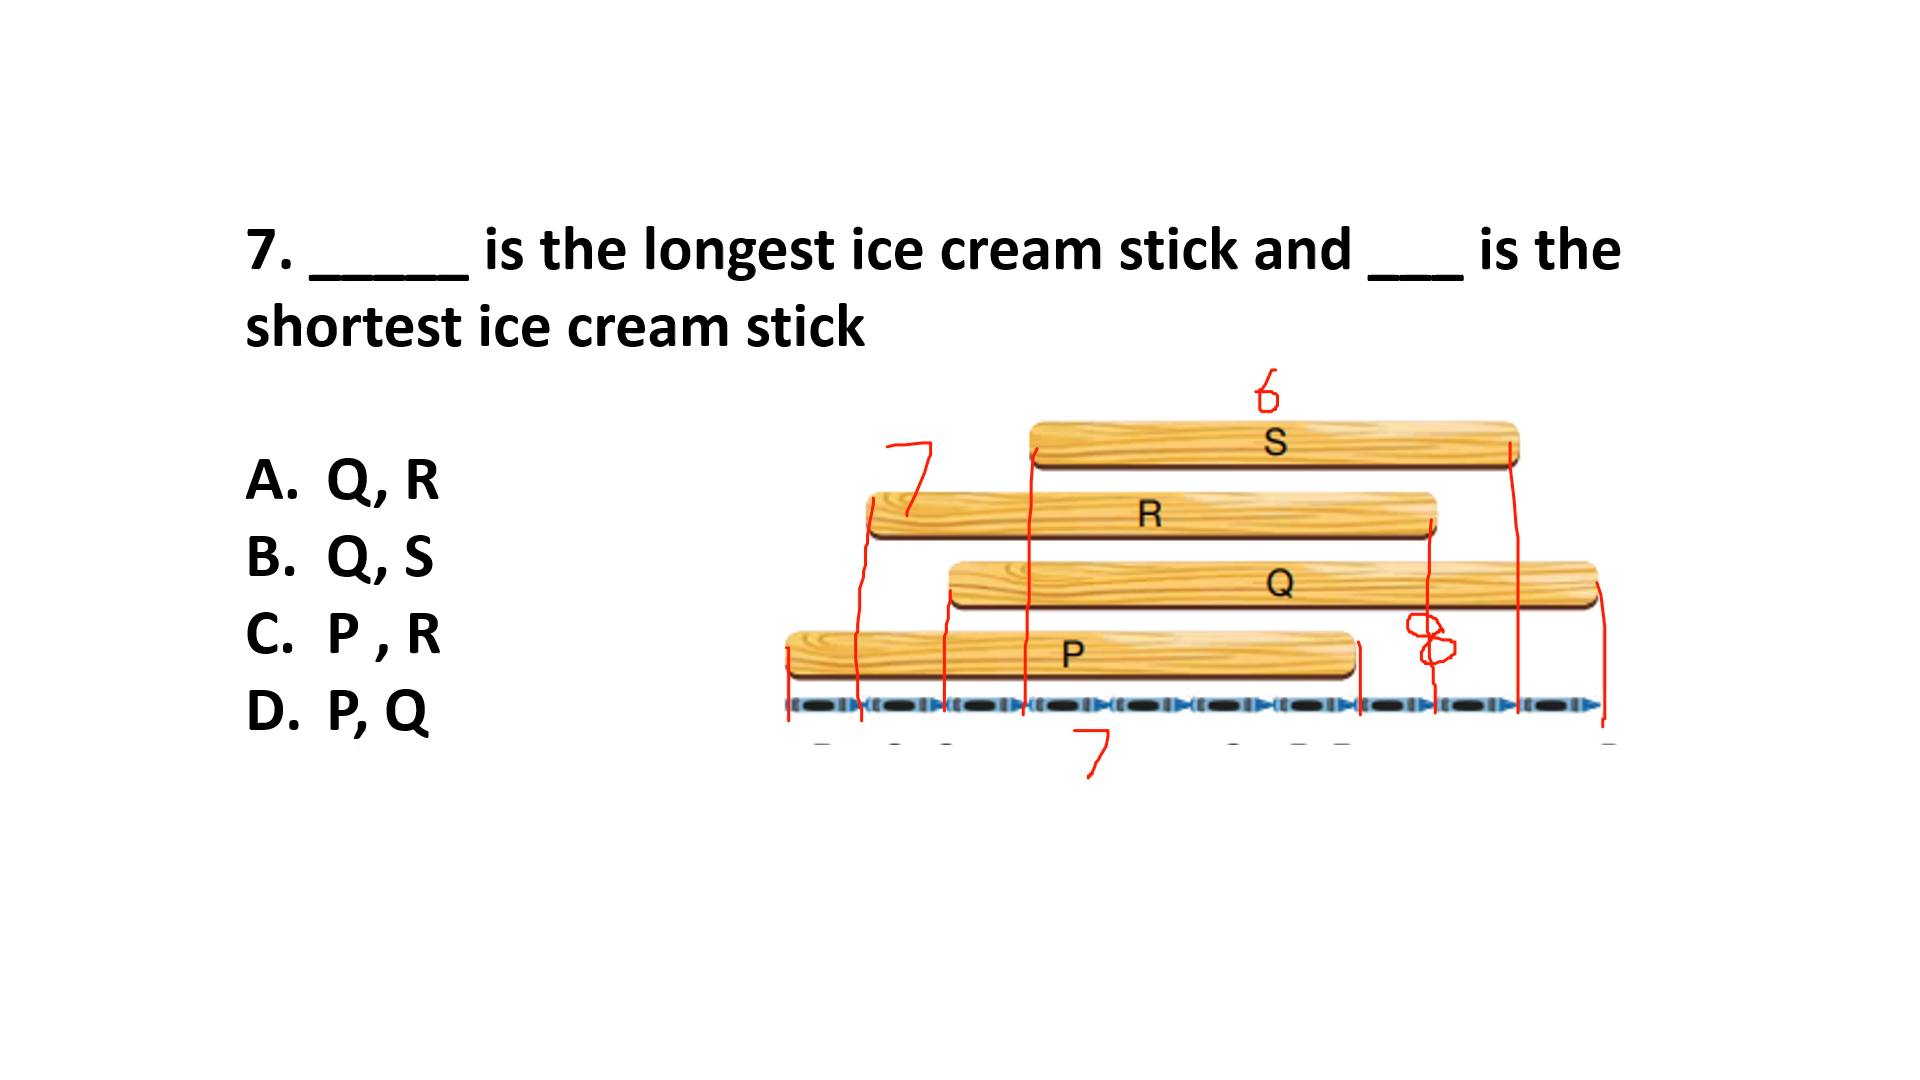 7. _____ is the longest ice cream stick and ___ is the
shortest ice cream stick
A. Q, R
B. Q, S
C. P , R
D. P, Q
6
S
7
R
Q
8
P
7